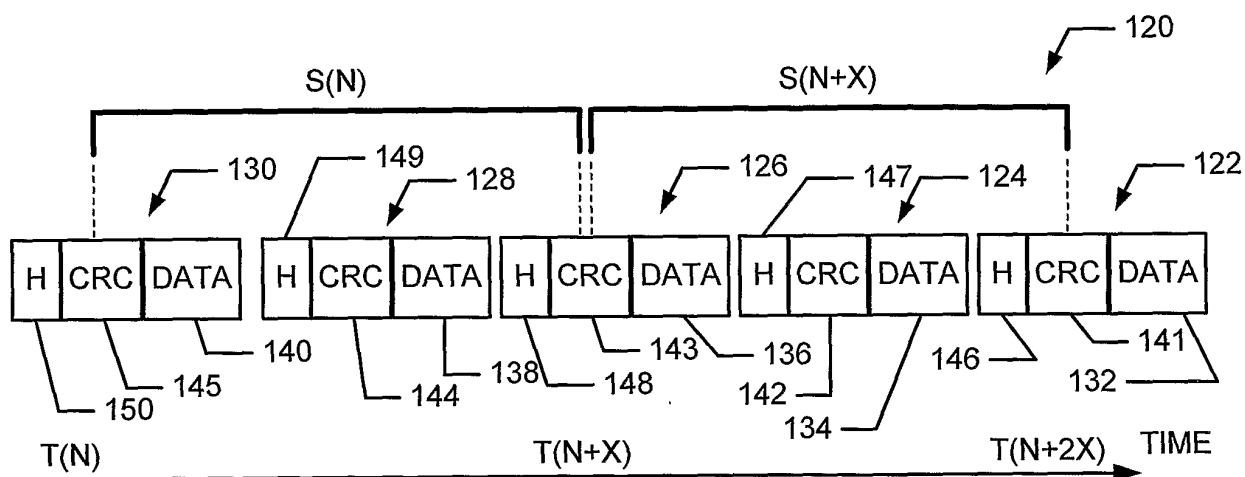 120
S(N) S(N+X)
149 130 128 126 147 124 122
H CRC DATA H CRC DATA H CRC DATA H CRC DATA H CRC DATA
150 145 140 144 138 148 143 136 142 134 146 141 132
T(N) T(N+X) T(N+2X) TIME